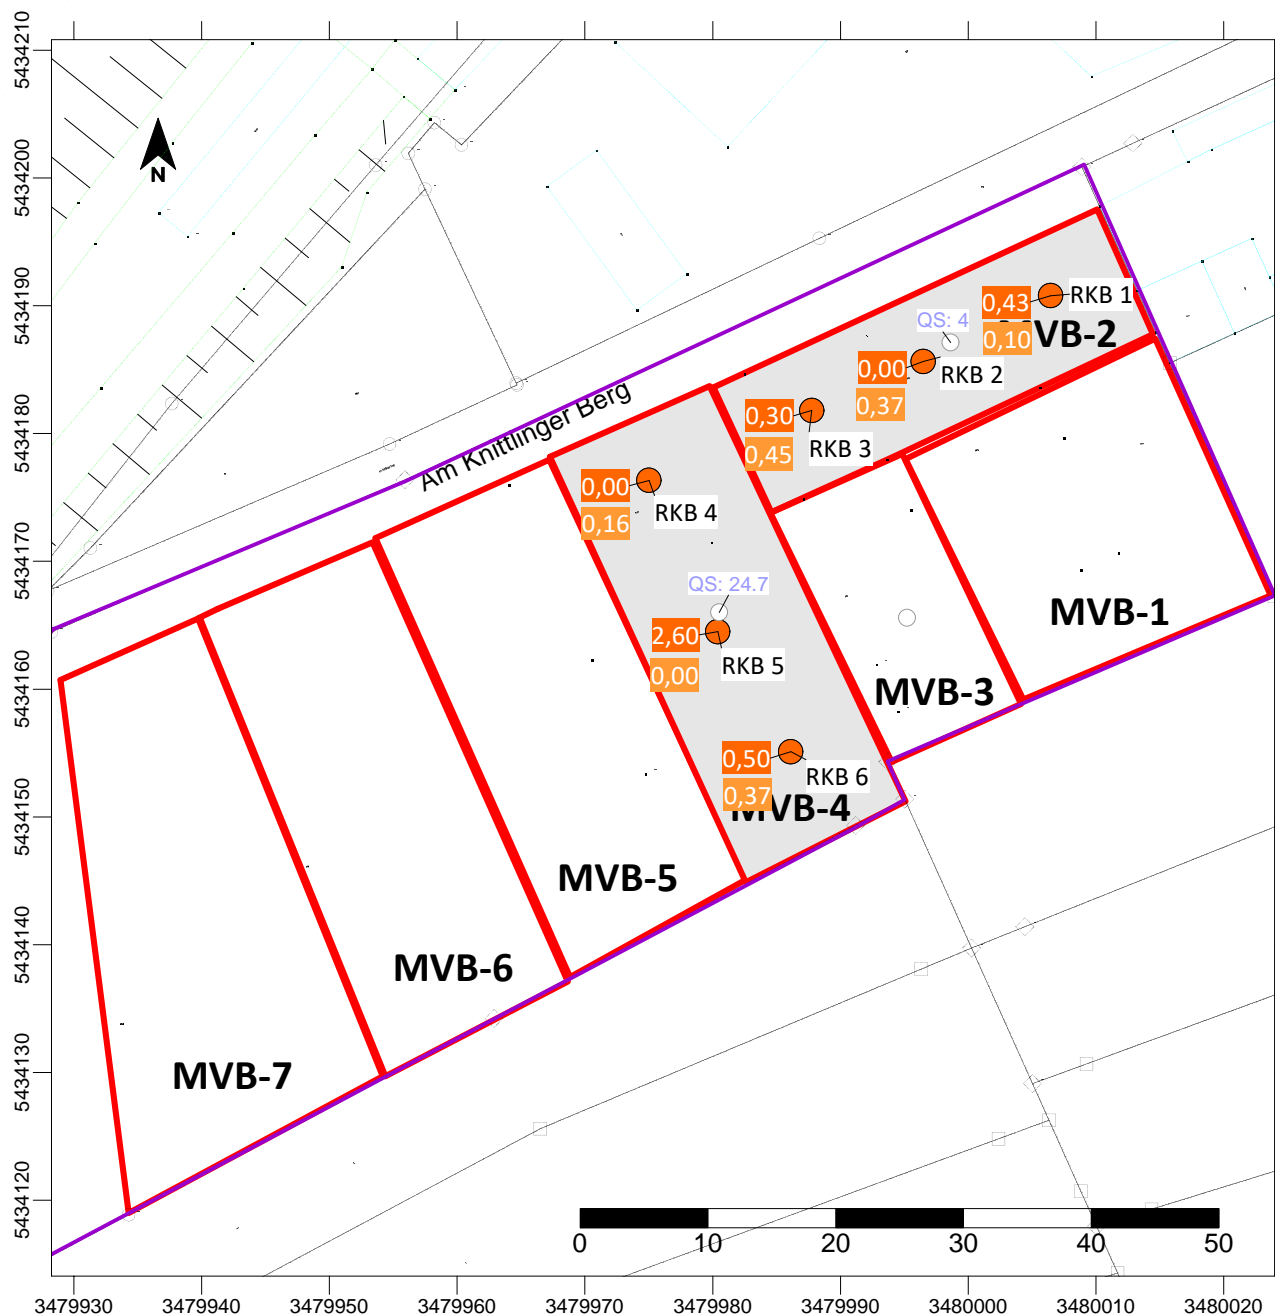 5434210
5434200
5434190
5434180
5434170
5434160
5434150
5434140
5434130
5434120
N
0,43
RKB 1
QS: 4
0,10
MVB-2
0,00
RKB 2
0,37
0,30
RKB 3
0,45
Am Knittlinger Berg
0,00
RKB 4
0,16
QS: 24.7
2,60
RKB 5
0,00
MVB-1
MVB-3
0,50
RKB 6
0,37
MVB-4
MVB-5
MVB-6
MVB-7
0 10 20 30 40 50
3479930 3479940 3479950 3479960 3479970 3479980 3479990 3480000 3480010 3480020